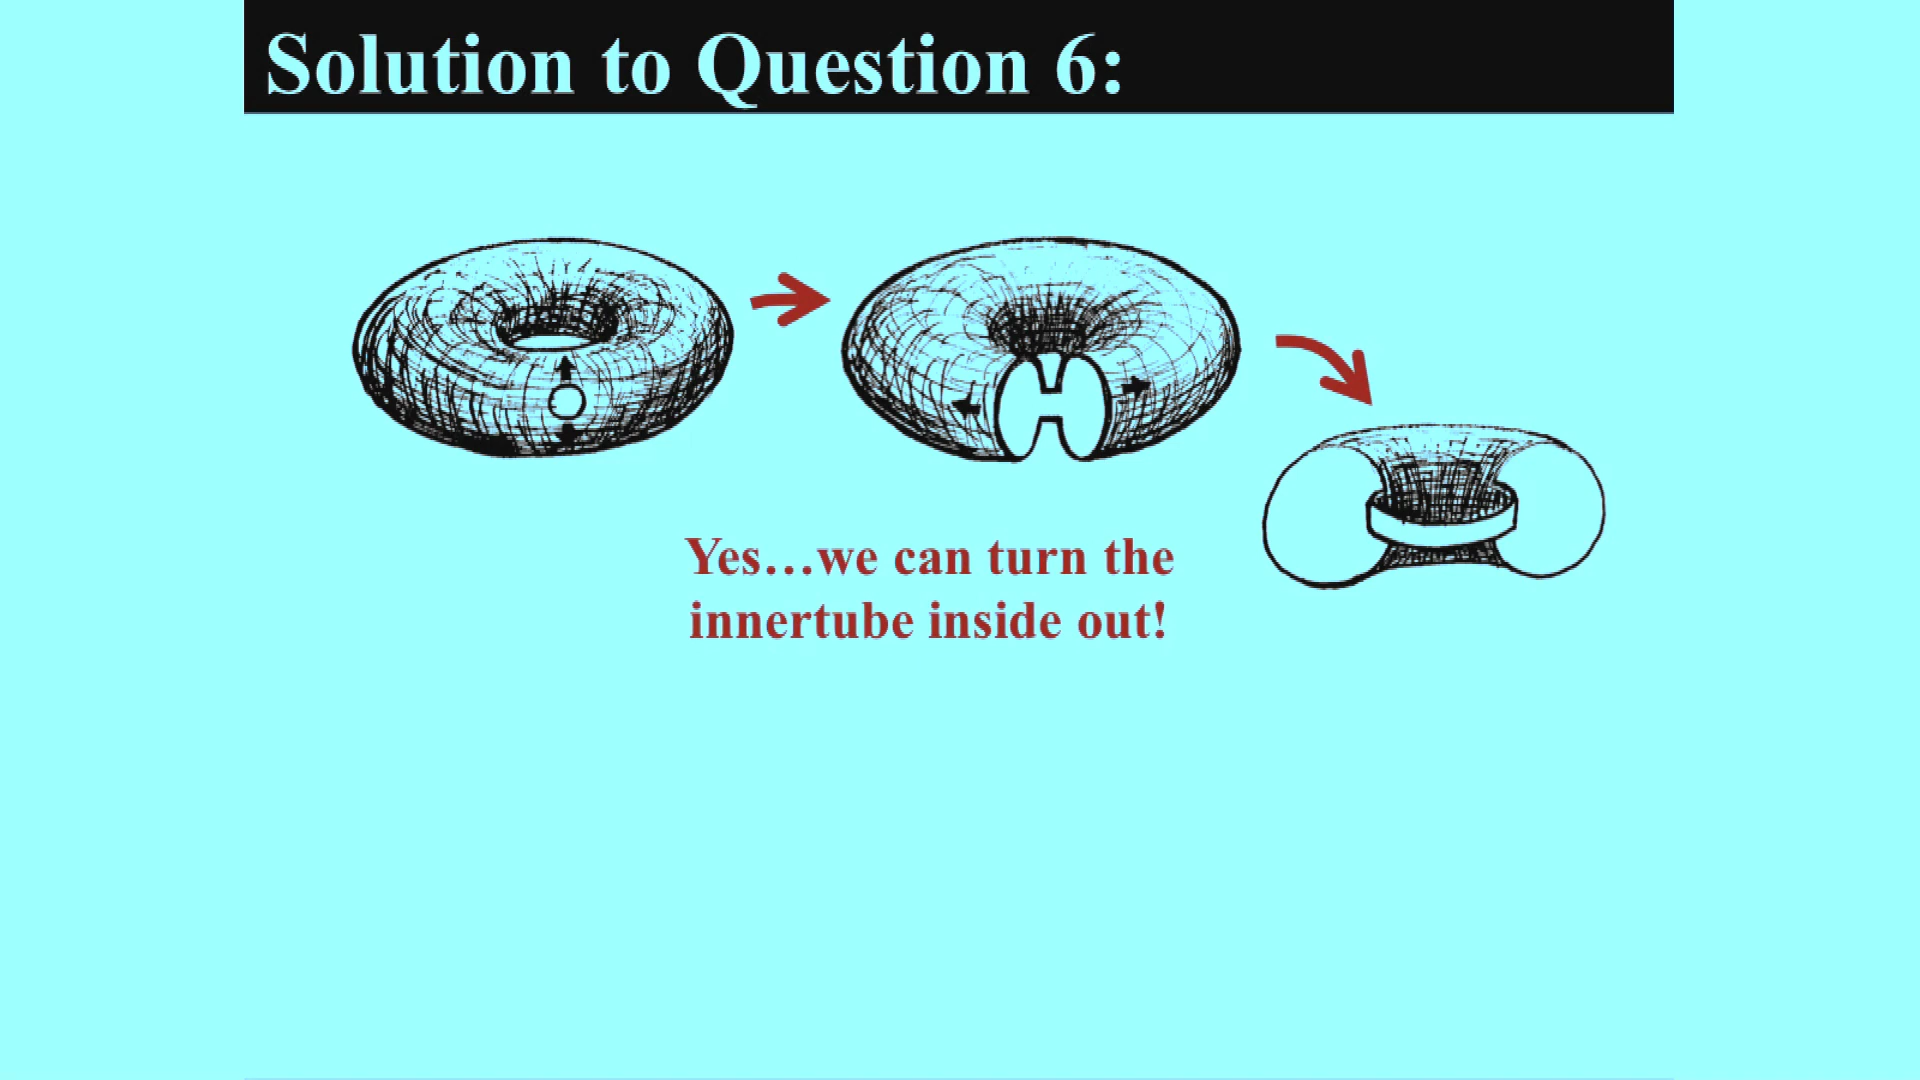 Solution to Question 6:
Yes...we can turn the
innertube inside out!